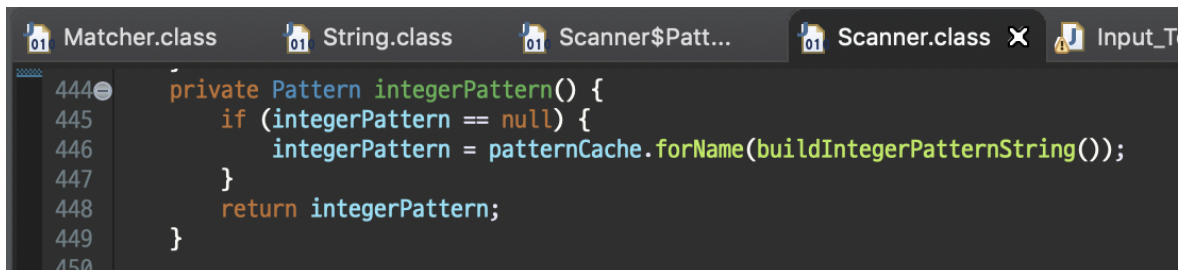 Matcher.class String.class Scanner$Patt... Scanner.class Input_T
444 private Pattern integerPattern() {
445 if (integerPattern == null) {
446 integerPattern = patternCache.forName(buildIntegerPatternString());
447 }
448 return integerPattern;
449 }
450